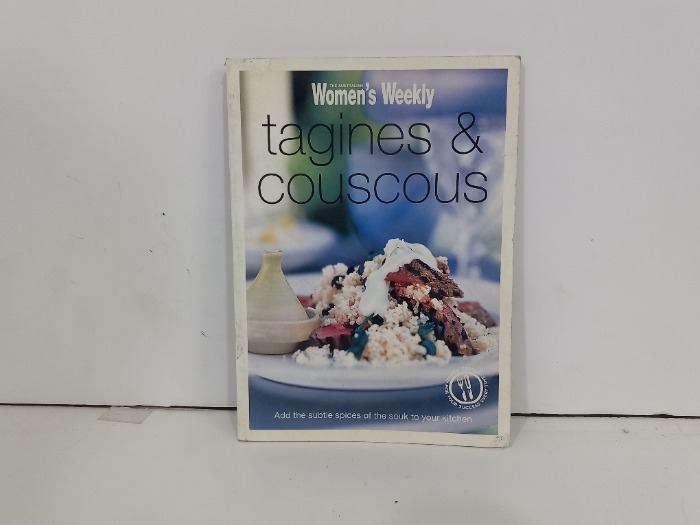 THE AUSTRALIAN
Women's Weekly
tagines &
couscous
Add the subtle spices of the souk to your kitchen